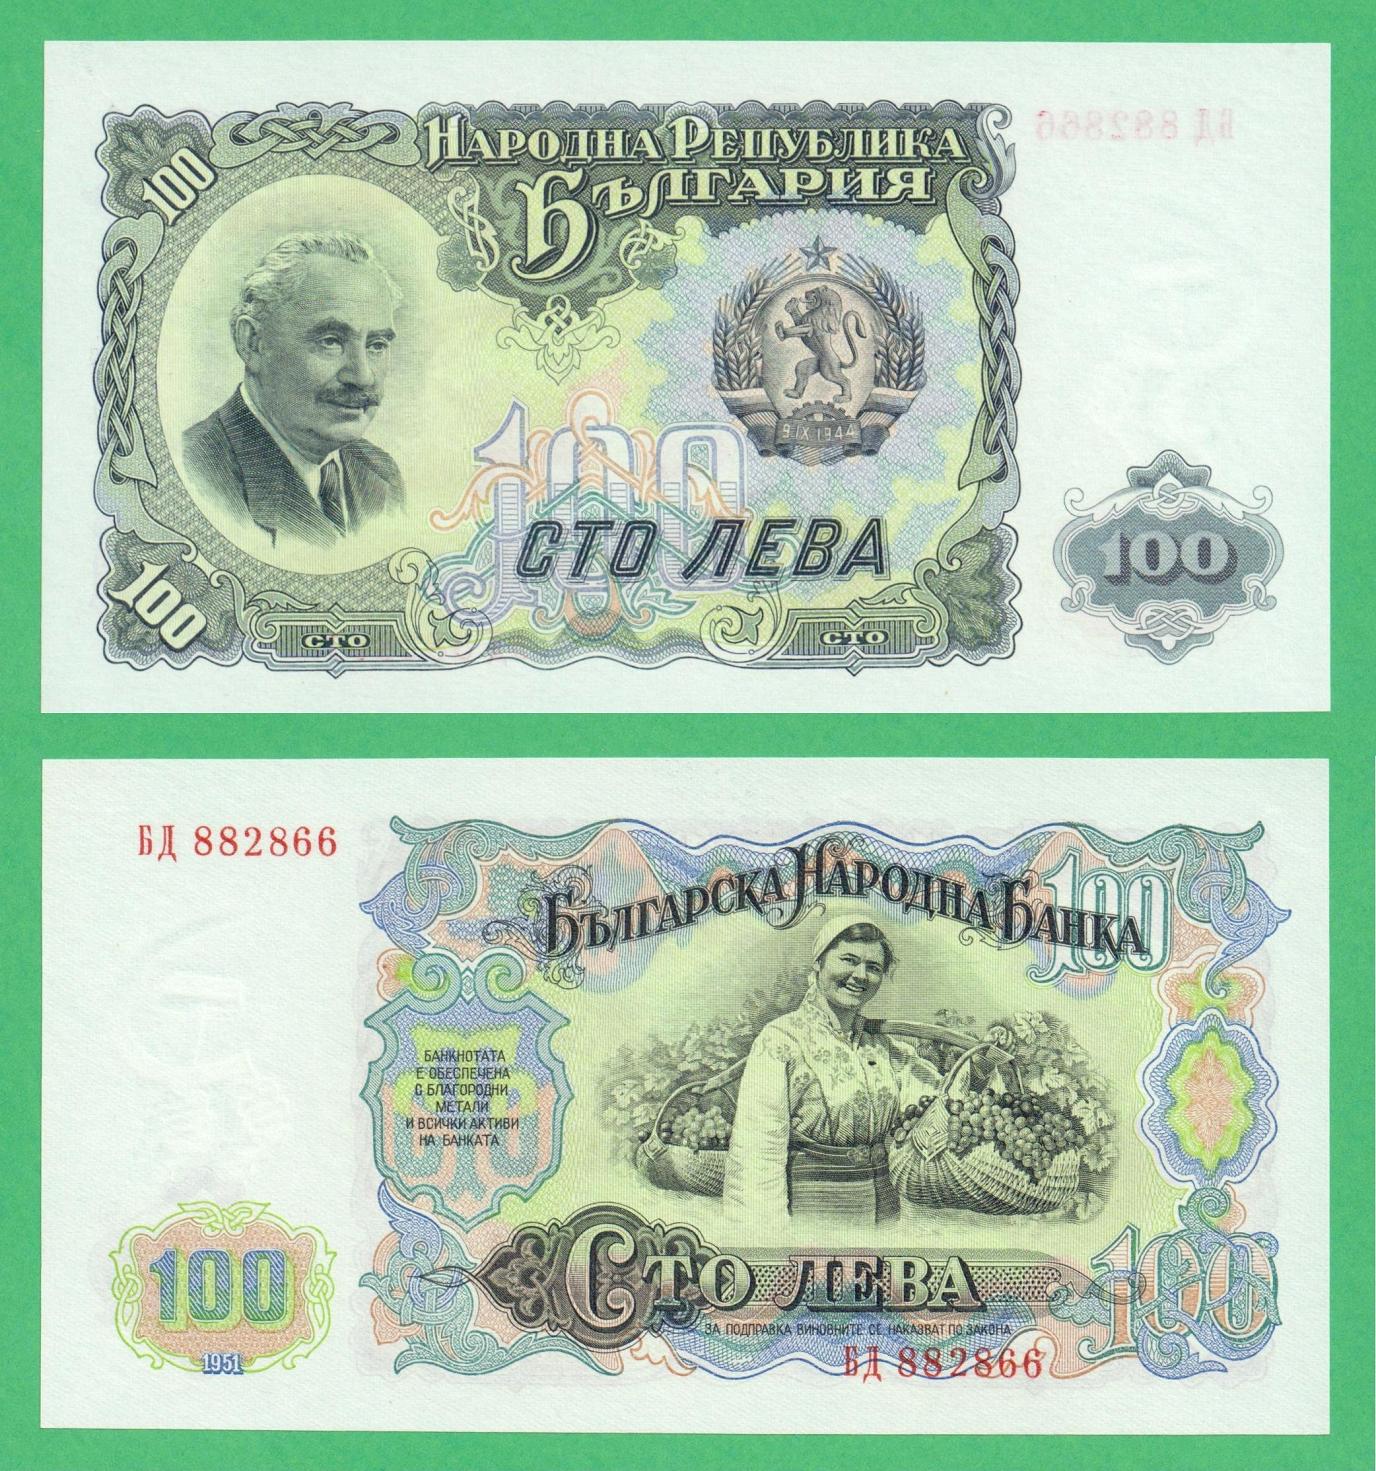 100
НАРОДНА РЕПУБЛИКА
БЪЛГАРИЯ
БД 882866
9 IX 1944
100
СТО ЛЕВА
100
100
СТО
СТО
БД 882866
БЪЛГАРСКА НАРОДНА БАНКА
100
БАНКНОТАТА
Е ОБЕСПЕЧЕНА
С БЛАГОРОДНИ
МЕТАЛИ
И ВСИЧКИ АКТИВИ
НА БАНКАТА
100
СТО ЛЕВА
100
100
ЗА ПОДПРАВКА ВИНОВНИТЕ СЕ НАКАЗВАТ ПО ЗАКОНА
1951
БД 882866